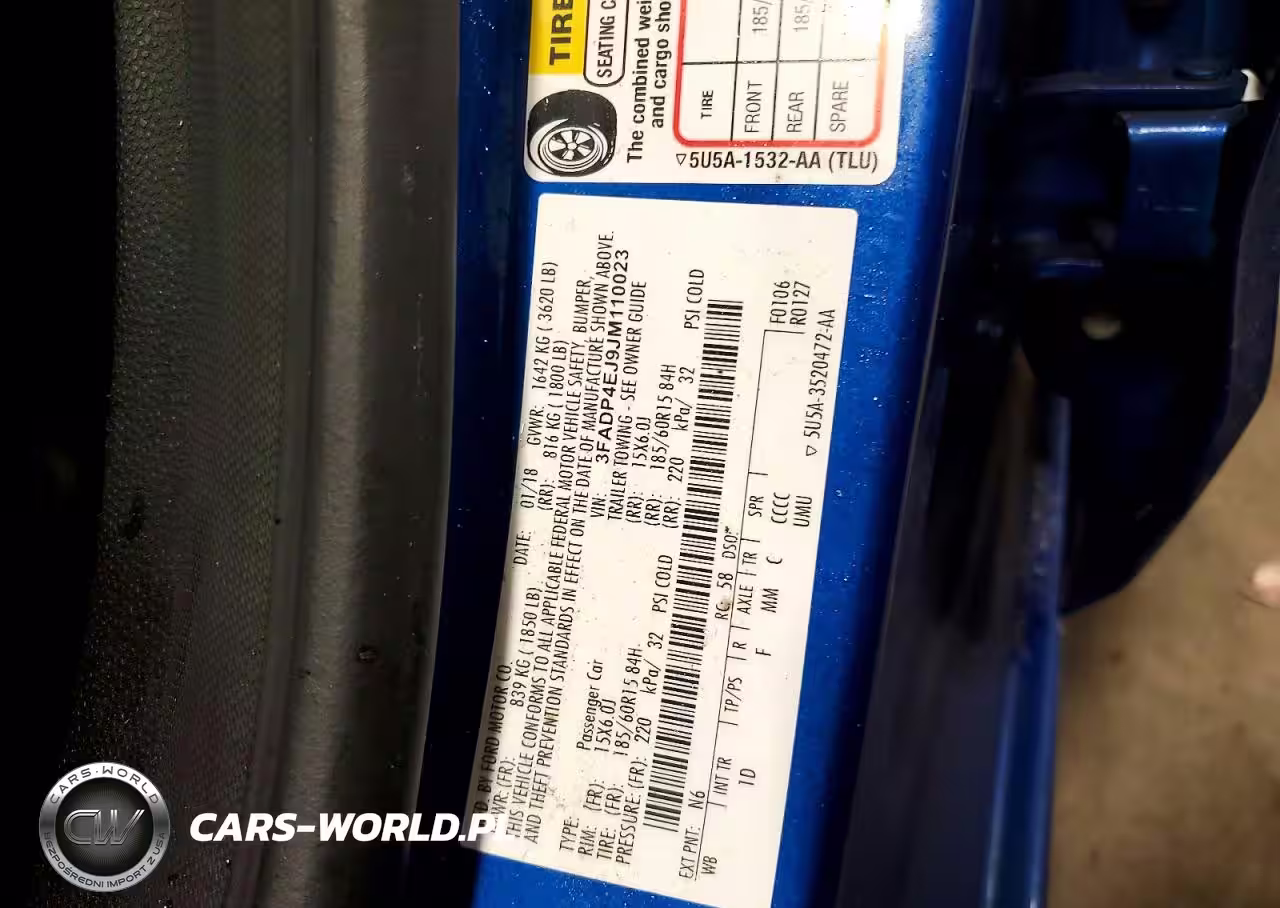 TIRE
SEATING C
The combined wei
and cargo sho
TIRE
FRONT 185/
REAR 185
SPARE
▽5U5A-1532-AA (TLU)
D. BY FORD MOTOR CO.
DATE: 01/18 GVWR: 1642 KG ( 3620 LB)
WR: (FR): 839 KG ( 1850 LB) (RR): 816 KG ( 1800 LB)
THIS VEHICLE CONFORMS TO ALL APPLICABLE FEDERAL MOTOR VEHICLE SAFETY, BUMPER,
AND THEFT PREVENTION STANDARDS IN EFFECT ON THE DATE OF MANUFACTURE SHOWN ABOVE.
VIN: 3FADP4EJ9JM110023
TYPE: Passenger Car TRAILER TOWING - SEE OWNER GUIDE
RIM: (FR): 15X6.0J (RR): 15X6.0J
TIRE: (FR): 185/60R15 84H (RR): 185/60R15 84H
PRESSURE: (FR): 220 kPa/ 32 PSI COLD (RR): 220 kPa/ 32 PSI COLD
EXT PNT: N6 RC: 58 DSO: F0106
R0127
WB INT TR TP/PS R AXLE TR SPR
1D F MM C CCCC
UMU
▽ 5U5A-3520472-AA
CARS-WORLD
CW
BEZPOŚREDNI IMPORT Z USA
CARS-WORLD.PL